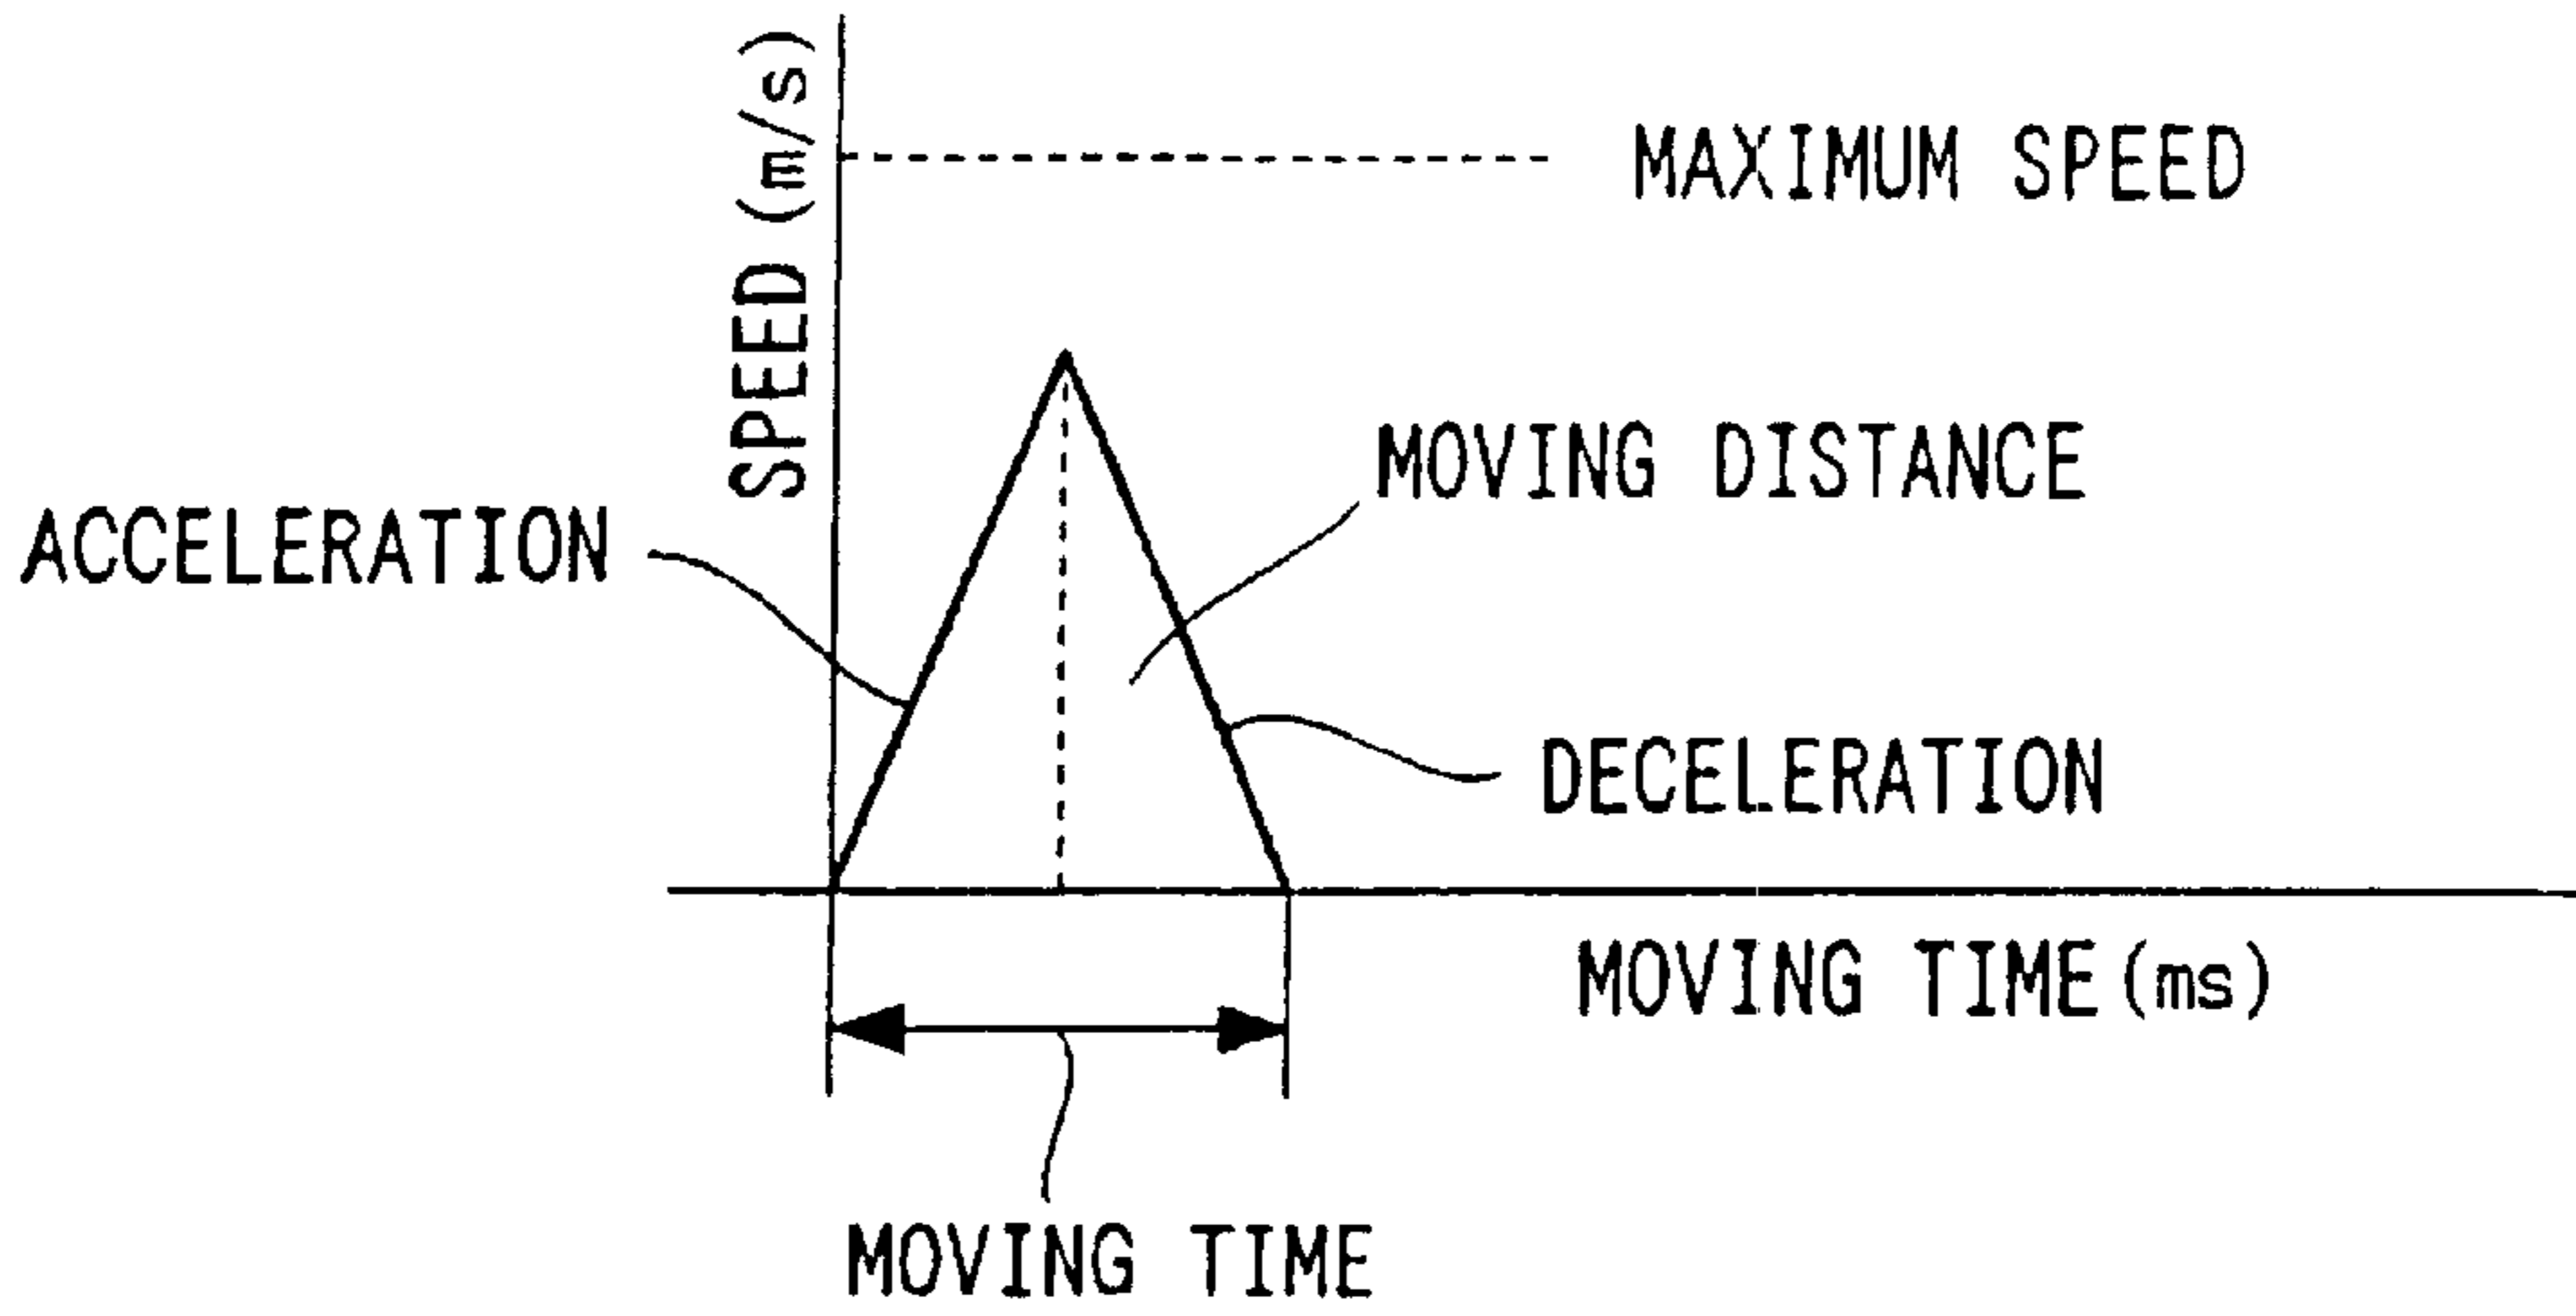 SPEED (m/s)
MAXIMUM SPEED
MOVING DISTANCE
ACCELERATION
DECELERATION
MOVING TIME (ms)
MOVING TIME